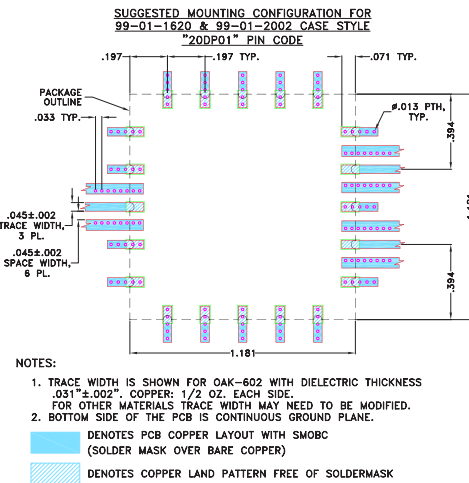 SUGGESTED MOUNTING CONFIGURATION FOR
99-01-1620 & 99-01-2002 CASE STYLE
"20DP01" PIN CODE
.197
.197 TYP.
.071 TYP.
PACKAGE
OUTLINE
.033 TYP.
ø.013 PTH,
TYP.
.394
.045±.002
TRACE WIDTH,
3 PL.
.045±.002
SPACE WIDTH,
6 PL.
.394
1.181
NOTES:
1. TRACE WIDTH IS SHOWN FOR OAK-602 WITH DIELECTRIC THICKNESS
.031"±.002". COPPER: 1/2 OZ. EACH SIDE.
FOR OTHER MATERIALS TRACE WIDTH MAY NEED TO BE MODIFIED.
2. BOTTOM SIDE OF THE PCB IS CONTINUOUS GROUND PLANE.
DENOTES PCB COPPER LAYOUT WITH SMOBC
(SOLDER MASK OVER BARE COPPER)
DENOTES COPPER LAND PATTERN FREE OF SOLDERMASK